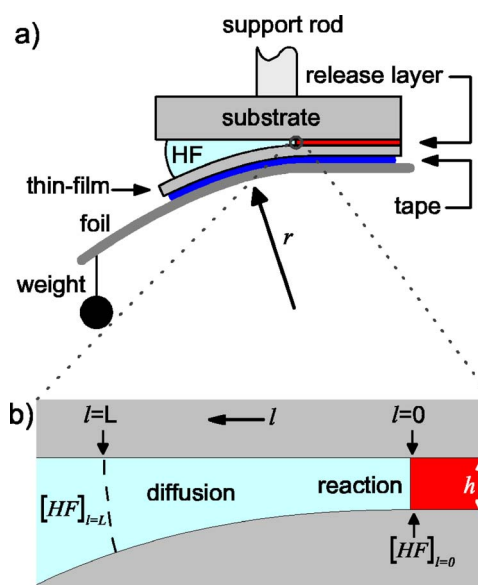 a)
support rod
release layer
substrate
HF
thin-film
tape
foil
r
weight
b)
l=L
l
l=0
diffusion
reaction
h
[HF]l=L
[HF]l=0